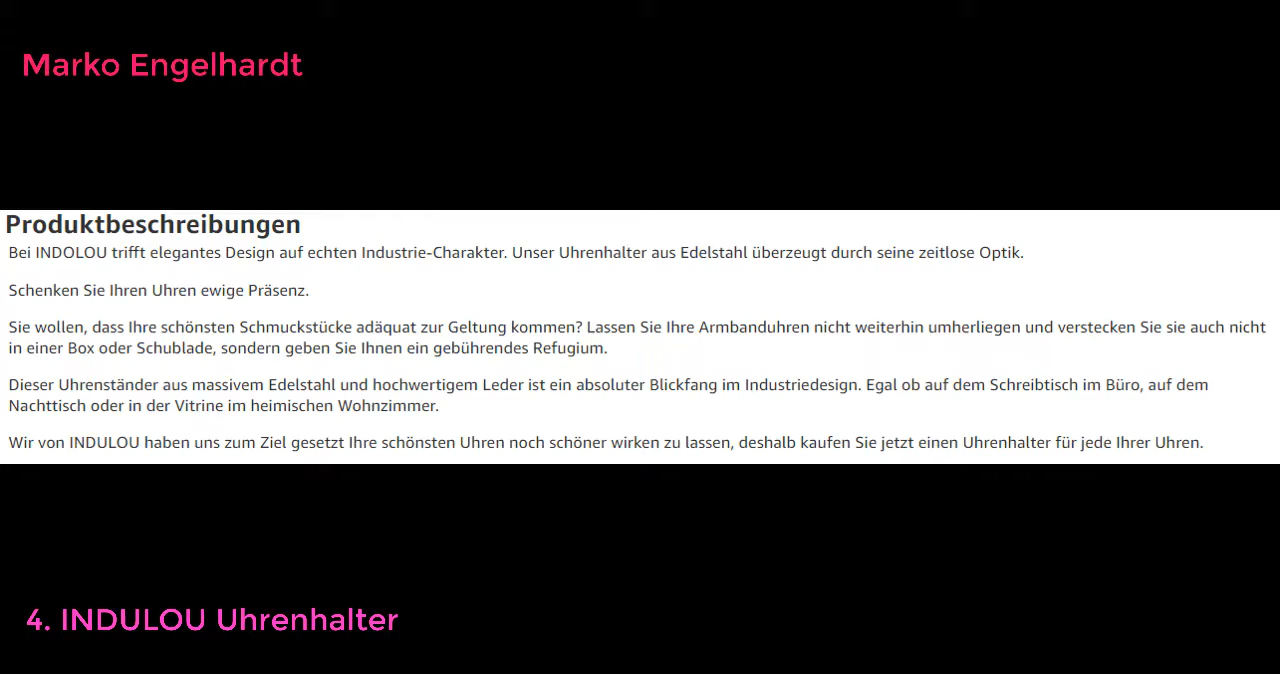 Marko Engelhardt
Produktbeschreibungen
Bei INDOLOU trifft elegantes Design auf echten Industrie-Charakter. Unser Uhrenhalter aus Edelstahl überzeugt durch seine zeitlose Optik.
Schenken Sie Ihren Uhren ewige Präsenz.
Sie wollen, dass Ihre schönsten Schmuckstücke adäquat zur Geltung kommen? Lassen Sie Ihre Armbanduhren nicht weiterhin umherliegen und verstecken Sie sie auch nicht
in einer Box oder Schublade, sondern geben Sie Ihnen ein gebührendes Refugium.
Dieser Uhrenständer aus massivem Edelstahl und hochwertigem Leder ist ein absoluter Blickfang im Industriedesign. Egal ob auf dem Schreibtisch im Büro, auf dem
Nachttisch oder in der Vitrine im heimischen Wohnzimmer.
Wir von INDULOU haben uns zum Ziel gesetzt Ihre schönsten Uhren noch schöner wirken zu lassen, deshalb kaufen Sie jetzt einen Uhrenhalter für jede Ihrer Uhren.
4. INDULOU Uhrenhalter